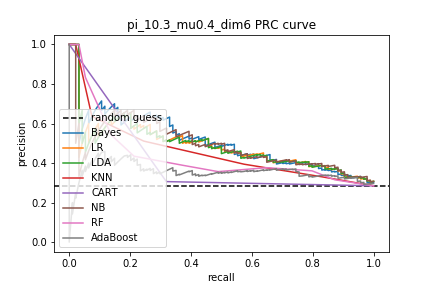 pi_10.3_mu0.4_dim6 PRC curve
1.0
0.8
0.6
0.4
0.2
0.0
precision
random guess
Bayes
LR
LDA
KNN
CART
NB
RF
AdaBoost
0.0 0.2 0.4 0.6 0.8 1.0
recall